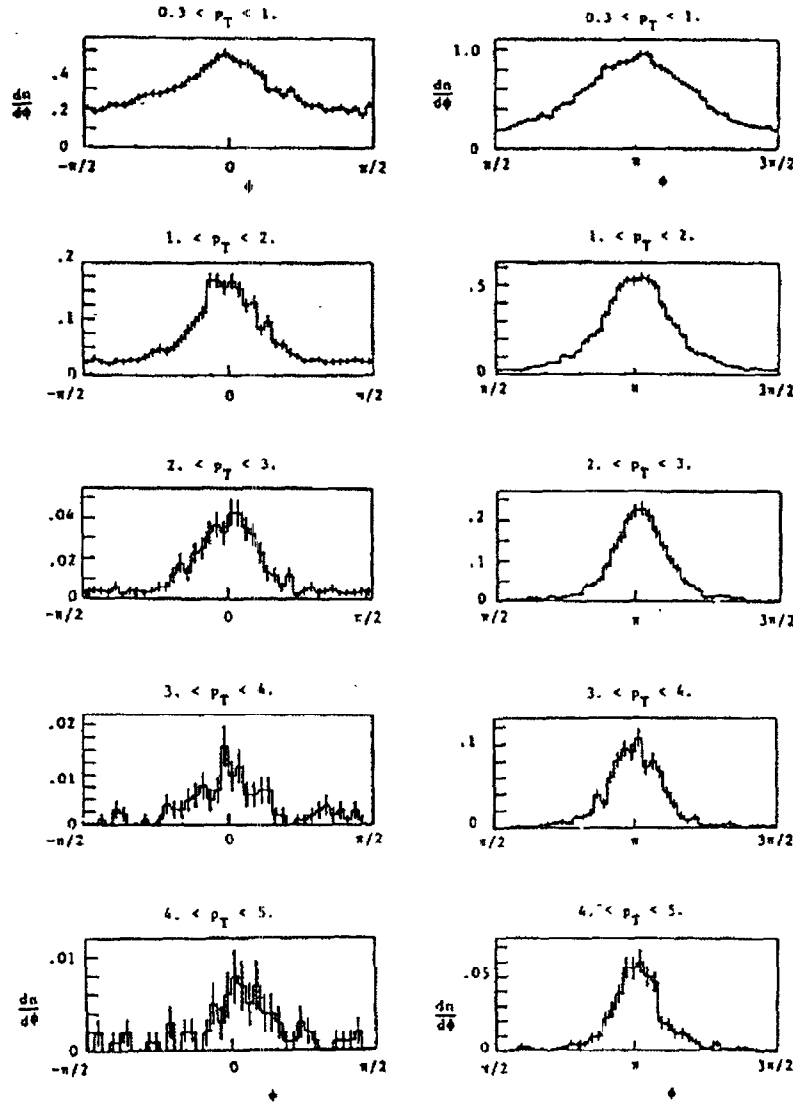 0.3 < p_T < 1.
0.3 < p_T < 1.
dn/dφ
.4
.2
0
-π/2
0
π/2
φ
dn/dφ
1.0
0
π/2
π
3π/2
φ
1. < p_T < 2.
1. < p_T < 2.
.2
.1
0
-π/2
0
π/2
.5
0
π/2
π
3π/2
2. < p_T < 3.
2. < p_T < 3.
.04
.02
0
-π/2
0
π/2
.2
.1
0
π/2
π
3π/2
3. < p_T < 4.
3. < p_T < 4.
.02
.01
0
-π/2
0
π/2
.1
0
π/2
π
3π/2
4. < p_T < 5.
4. < p_T < 5.
dn/dφ
.01
0
-π/2
0
π/2
φ
dn/dφ
.05
0
π/2
π
3π/2
φ